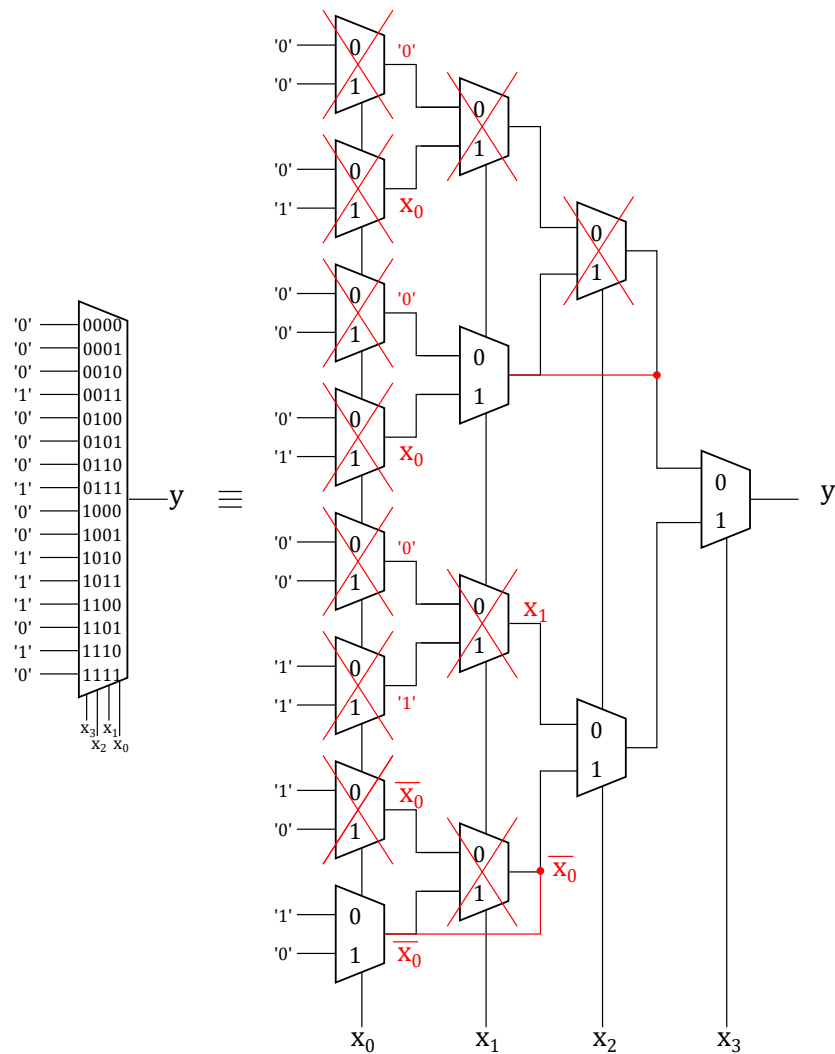 '0' 0000
'0' 0001
'0' 0010
'1' 0011
'0' 0100
'0' 0101
'0' 0110
'1' 0111
'0' 1000
'0' 1001
'1' 1010
'1' 1011
'1' 1100
'0' 1101
'1' 1110
'0' 1111
x₃ x₁
x₂ x₀
y ≡
'0' 0 '0'
'0' 1
'0' 0
'1' 1 x₀
0
1
'0' 0 '0'
'0' 1
'0' 0
'1' 1 x₀
0
1
0
1
'0' 0 '0'
'0' 1
'1' 0
'1' 1 '1'
0 x₁
1
'1' 0 x̅₀
'0' 1
'1' 0
'0' 1 x̅₀
0
1 x̅₀
0
1
0
1
y
x₀ x₁ x₂ x₃